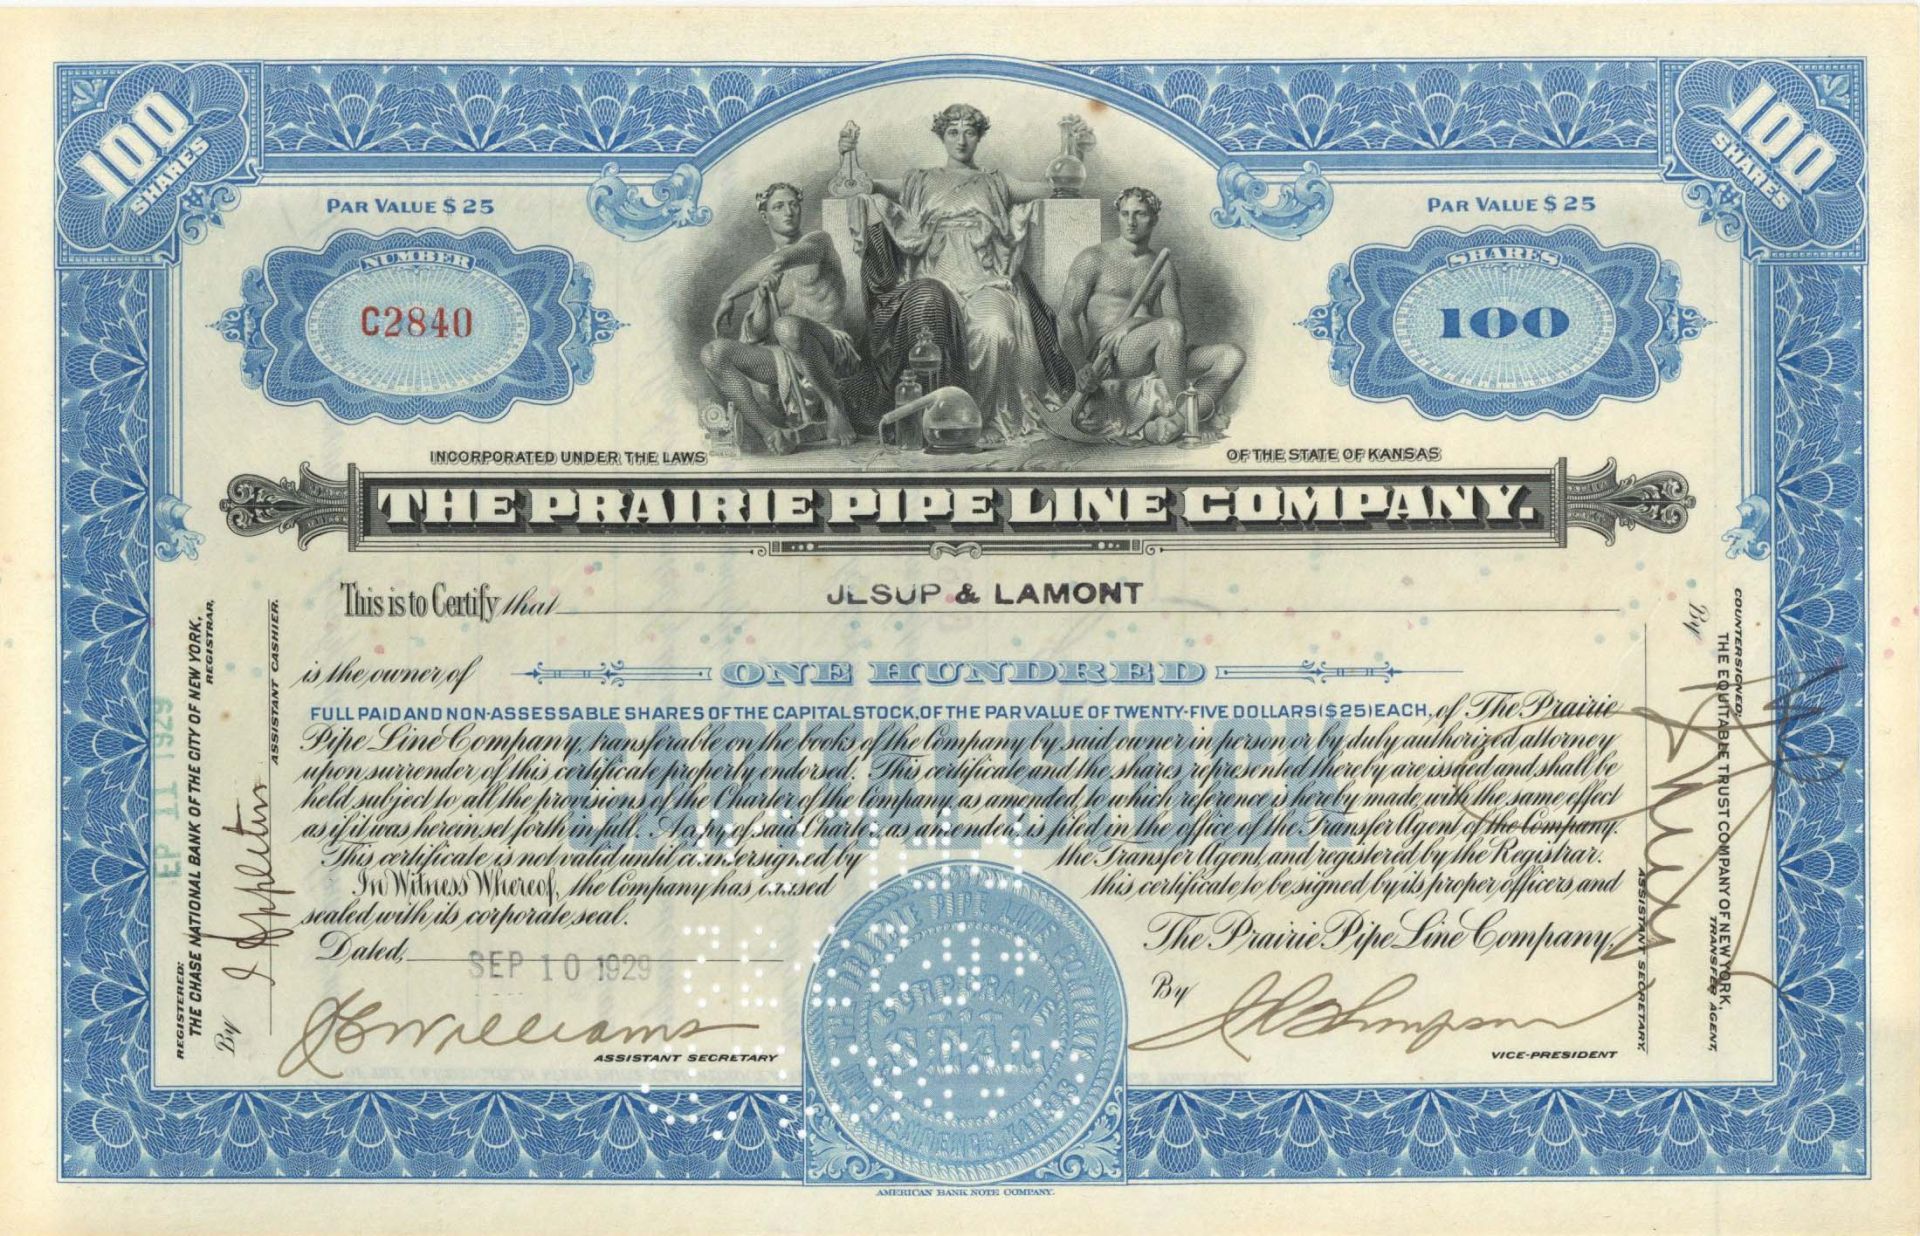 100 SHARES
100 SHARES
PAR VALUE $ 25
PAR VALUE $ 25
NUMBER
C2840
SHARES
100
INCORPORATED UNDER THE LAWS
OF THE STATE OF KANSAS
THE PRAIRIE PIPE LINE COMPANY.
This is to Certify that JESUP & LAMONT
is the owner of ONE HUNDRED
FULL PAID AND NON-ASSESSABLE SHARES OF THE CAPITAL STOCK, OF THE PAR VALUE OF TWENTY-FIVE DOLLARS ($25) EACH, of The Prairie
Pipe Line Company, transferable on the books of the Company by said owner in person or by duly authorized attorney
upon surrender of this certificate properly endorsed. This certificate and the shares represented thereby are issued and shall be
held subject to all the provisions of the Charter of the Company, as amended, to which reference is hereby made with the same effect
as if it was herein set forth in full. A copy of said Charter, as amended, is filed in the office of the Transfer Agent of the Company.
This certificate is not valid until countersigned by the Transfer Agent, and registered by the Registrar.
In Witness Whereof, the Company has caused this certificate to be signed by its proper officers and
sealed with its corporate seal.
CAPITAL STOCK
Dated, SEP 10 1929
The Prairie Pipe Line Company,
J C Williams
ASSISTANT SECRETARY
By
Thompson
VICE-PRESIDENT
THE PRAIRIE PIPE LINE COMPANY
CORPORATE
SEAL
INDEPENDENCE, KANSAS
REGISTERED:
THE CHASE NATIONAL BANK OF THE CITY OF NEW YORK,
REGISTRAR,
By J Appleton
ASSISTANT CASHIER.
EP 11 1929
COUNTERSIGNED:
THE EQUITABLE TRUST COMPANY OF NEW YORK,
TRANSFER AGENT,
By
ASSISTANT SECRETARY.
AMERICAN BANK NOTE COMPANY.